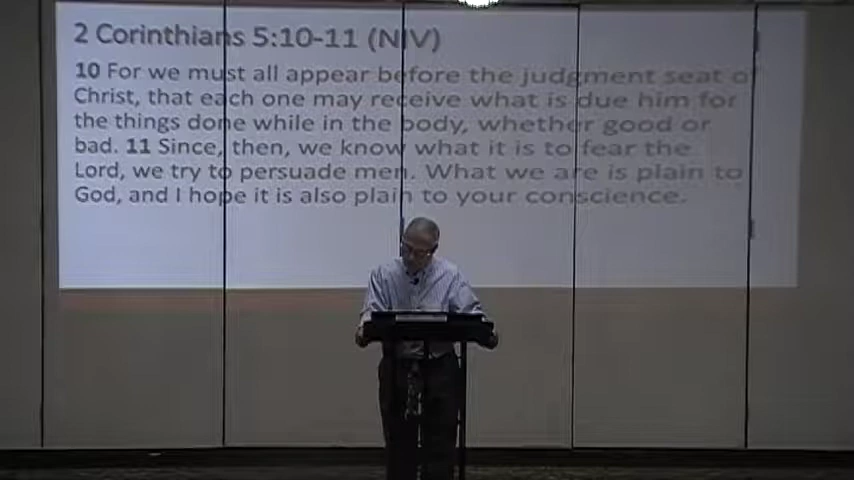 2 Corinthians 5:10-11 (NIV)
10 For we must all appear before the judgment seat of
Christ, that each one may receive what is due him for
the things done while in the body, whether good or
bad. 11 Since, then, we know what it is to fear the
Lord, we try to persuade men. What we are is plain to
God, and I hope it is also plain to your conscience.